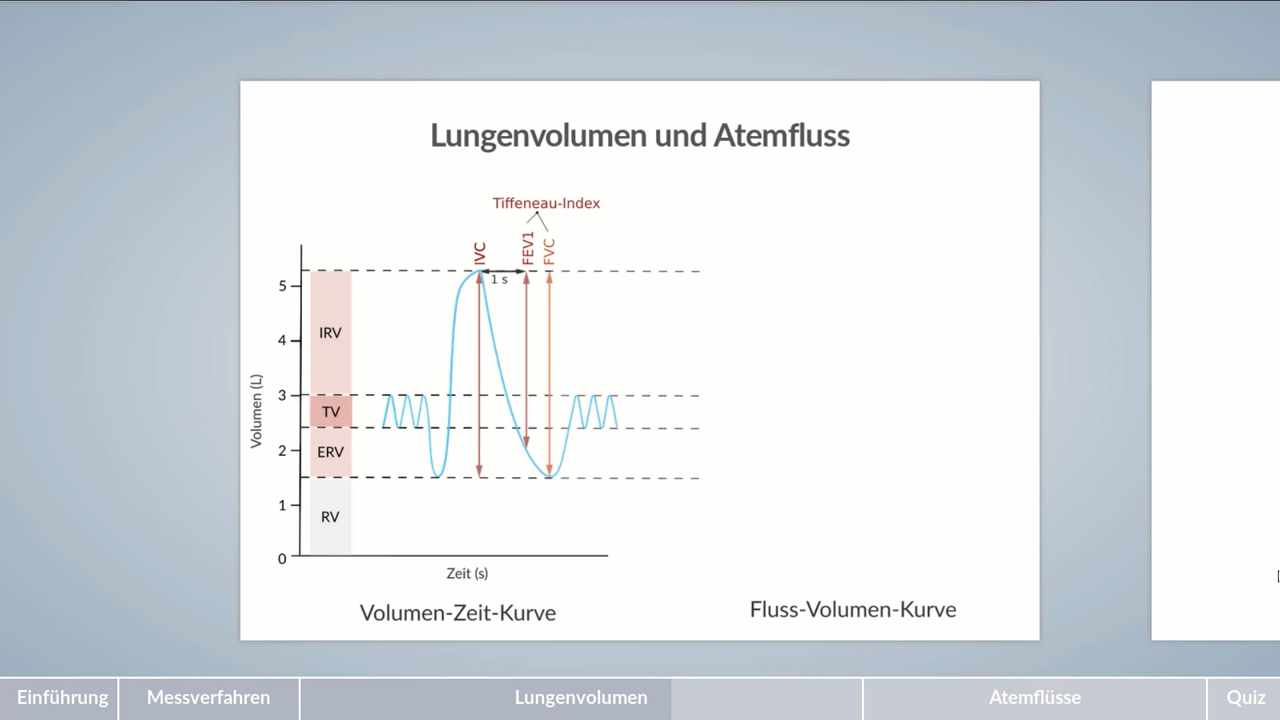 Lungenvolumen und Atemfluss
Tiffeneau-Index
IVC
FEV1
FVC
1 s
5
4
3
2
1
0
Volumen (L)
IRV
TV
ERV
RV
Zeit (s)
Volumen-Zeit-Kurve
Fluss-Volumen-Kurve
Einführung
Messverfahren
Lungenvolumen
Atemflüsse
Quiz